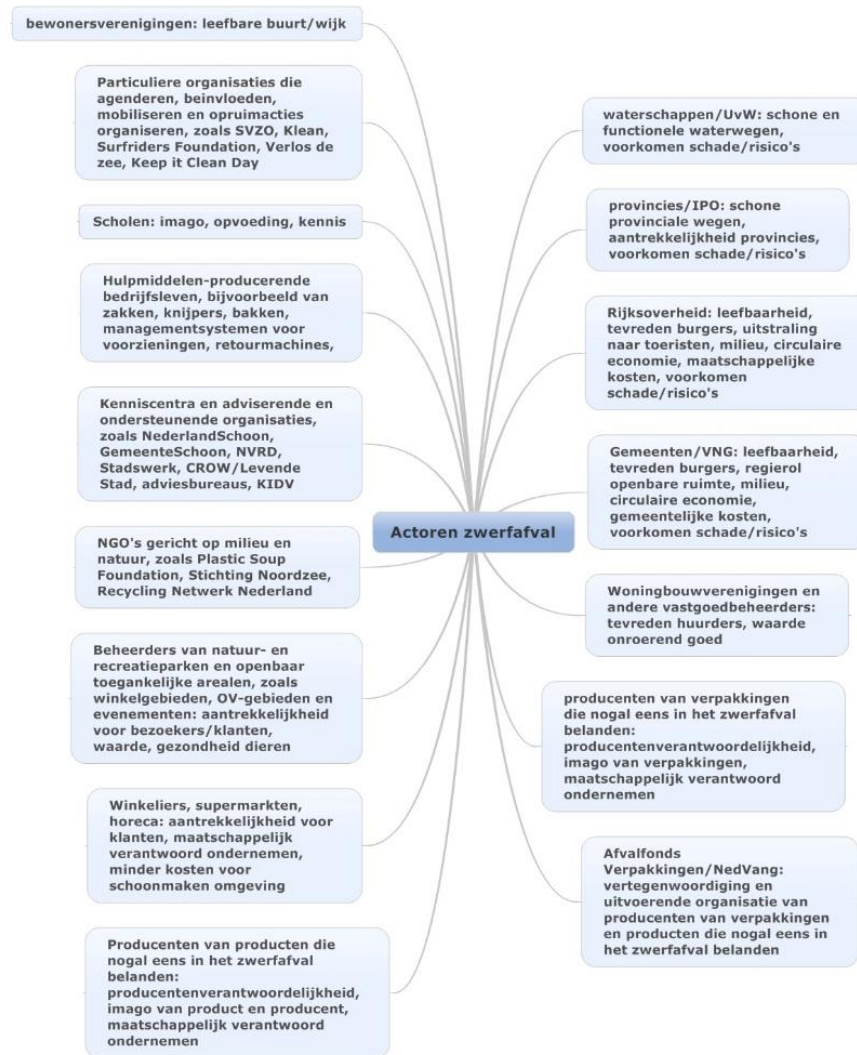 bewonersverenigingen: leefbare buurt/wijk
Particuliere organisaties die
agenderen, beinvloeden,
mobiliseren en opruimacties
organiseren, zoals SVZO, Klean,
Surfriders Foundation, Verlos de
zee, Keep it Clean Day
Scholen: imago, opvoeding, kennis
Hulpmiddelen-producerende
bedrijfsleven, bijvoorbeeld van
zakken, knijpers, bakken,
managementsystemen voor
voorzieningen, retourmachines,
Kenniscentra en adviserende en
ondersteunende organisaties,
zoals NederlandSchoon,
GemeenteSchoon, NVRD,
Stadswerk, CROW/Levende
Stad, adviesbureaus, KIDV
NGO's gericht op milieu en
natuur, zoals Plastic Soup
Foundation, Stichting Noordzee,
Recycling Netwerk Nederland
Beheerders van natuur- en
recreatieparken en openbaar
toegankelijke arealen, zoals
winkelgebieden, OV-gebieden en
evenementen: aantrekkelijkheid
voor bezoekers/klanten,
waarde, gezondheid dieren
Winkeliers, supermarkten,
horeca: aantrekkelijkheid voor
klanten, maatschappelijk
verantwoord ondernemen,
minder kosten voor
schoonmaken omgeving
Producenten van producten die
nogal eens in het zwerfafval
belanden:
producentenverantwoordelijkheid,
imago van product en producent,
maatschappelijk verantwoord
ondernemen
Actoren zwerfafval
waterschappen/UvW: schone en
functionele waterwegen,
voorkomen schade/risico's
provincies/IPO: schone
provinciale wegen,
aantrekkelijkheid provincies,
voorkomen schade/risico's
Rijksoverheid: leefbaarheid,
tevreden burgers, uitstraling
naar toeristen, milieu, circulaire
economie, maatschappelijke
kosten, voorkomen
schade/risico's
Gemeenten/VNG: leefbaarheid,
tevreden burgers, regierol
openbare ruimte, milieu,
circulaire economie,
gemeentelijke kosten,
voorkomen schade/risico's
Woningbouwverenigingen en
andere vastgoedbeheerders:
tevreden huurders, waarde
onroerend goed
producenten van verpakkingen
die nogal eens in het zwerfafval
belanden:
producentenverantwoordelijkheid,
imago van verpakkingen,
maatschappelijk verantwoord
ondernemen
Afvalfonds
Verpakkingen/NedVang:
vertegenwoordiging en
uitvoerende organisatie van
producenten van verpakkingen
en producten die nogal eens in
het zwerfafval belanden